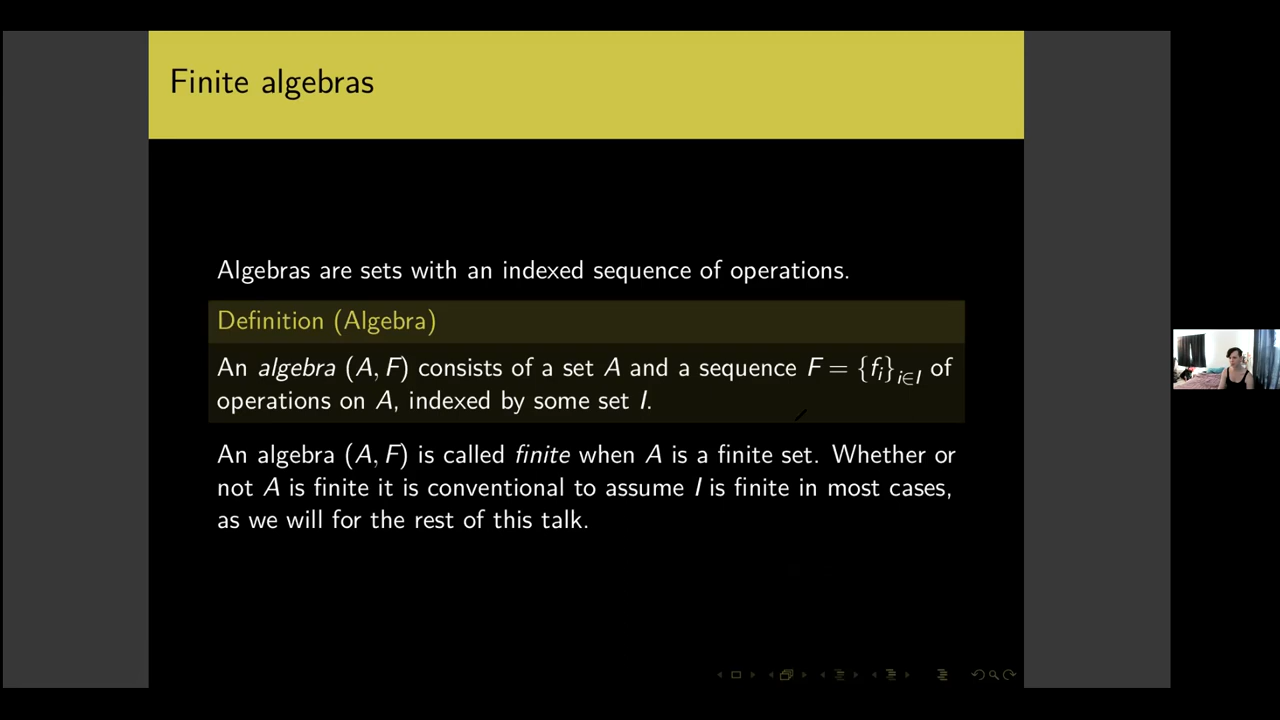 Finite algebras
Algebras are sets with an indexed sequence of operations.
Definition (Algebra)
An algebra (A, F) consists of a set A and a sequence F = {fᵢ}ᵢ∈I of
operations on A, indexed by some set I.
An algebra (A, F) is called finite when A is a finite set. Whether or
not A is finite it is conventional to assume I is finite in most cases,
as we will for the rest of this talk.